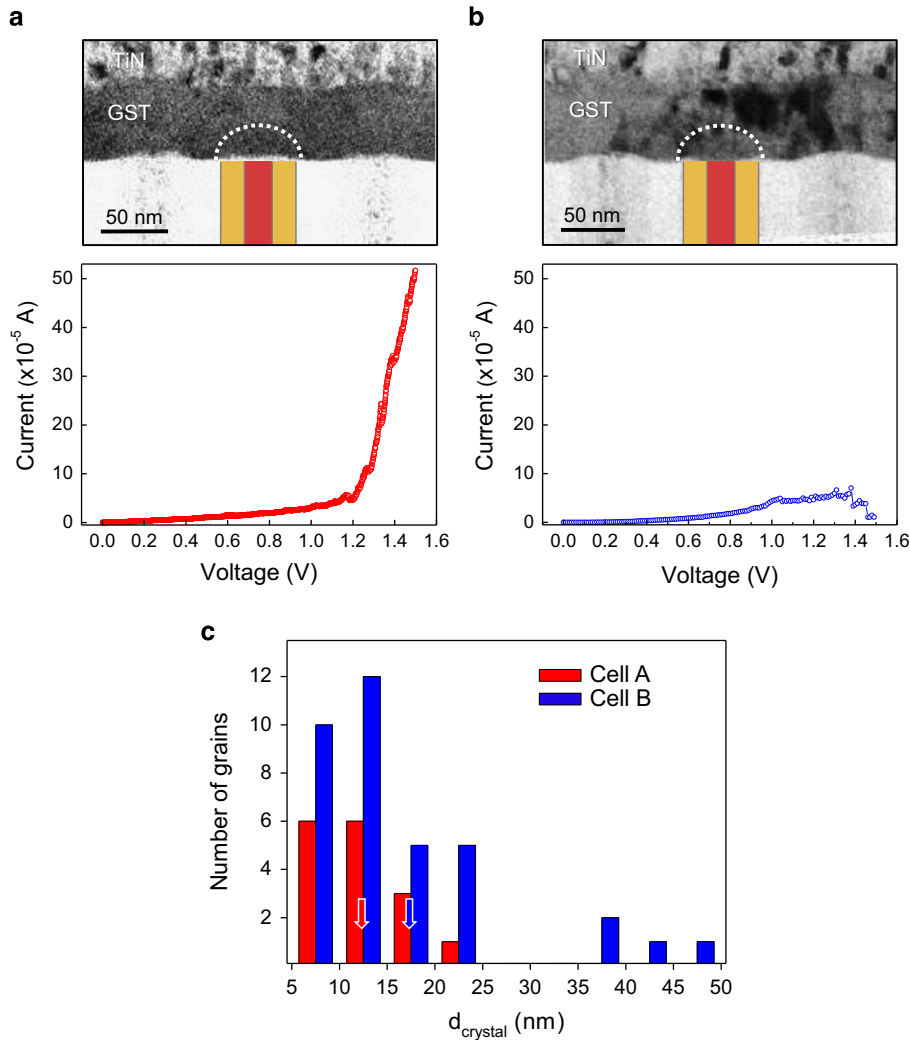 a
TiN
GST
50 nm
b
TiN
GST
50 nm
50
40
30
20
10
0
Current (x10⁻⁵ A)
0.0 0.2 0.4 0.6 0.8 1.0 1.2 1.4 1.6
Voltage (V)
50
40
30
20
10
0
Current (x10⁻⁵ A)
0.0 0.2 0.4 0.6 0.8 1.0 1.2 1.4 1.6
Voltage (V)
c
12
10
8
6
4
2
Number of grains
Cell A
Cell B
5 10 15 20 25 30 35 40 45 50
d_crystal (nm)